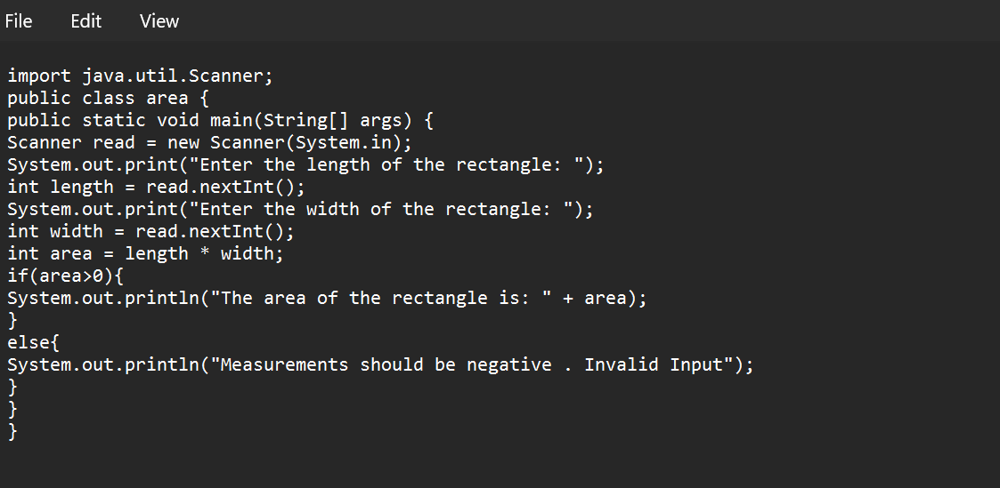 File Edit View
import java.util.Scanner;
public class area {
public static void main(String[] args) {
Scanner read = new Scanner(System.in);
System.out.print("Enter the length of the rectangle: ");
int length = read.nextInt();
System.out.print("Enter the width of the rectangle: ");
int width = read.nextInt();
int area = length * width;
if(area>0){
System.out.println("The area of the rectangle is: " + area);
}
else{
System.out.println("Measurements should be negative . Invalid Input");
}
}
}